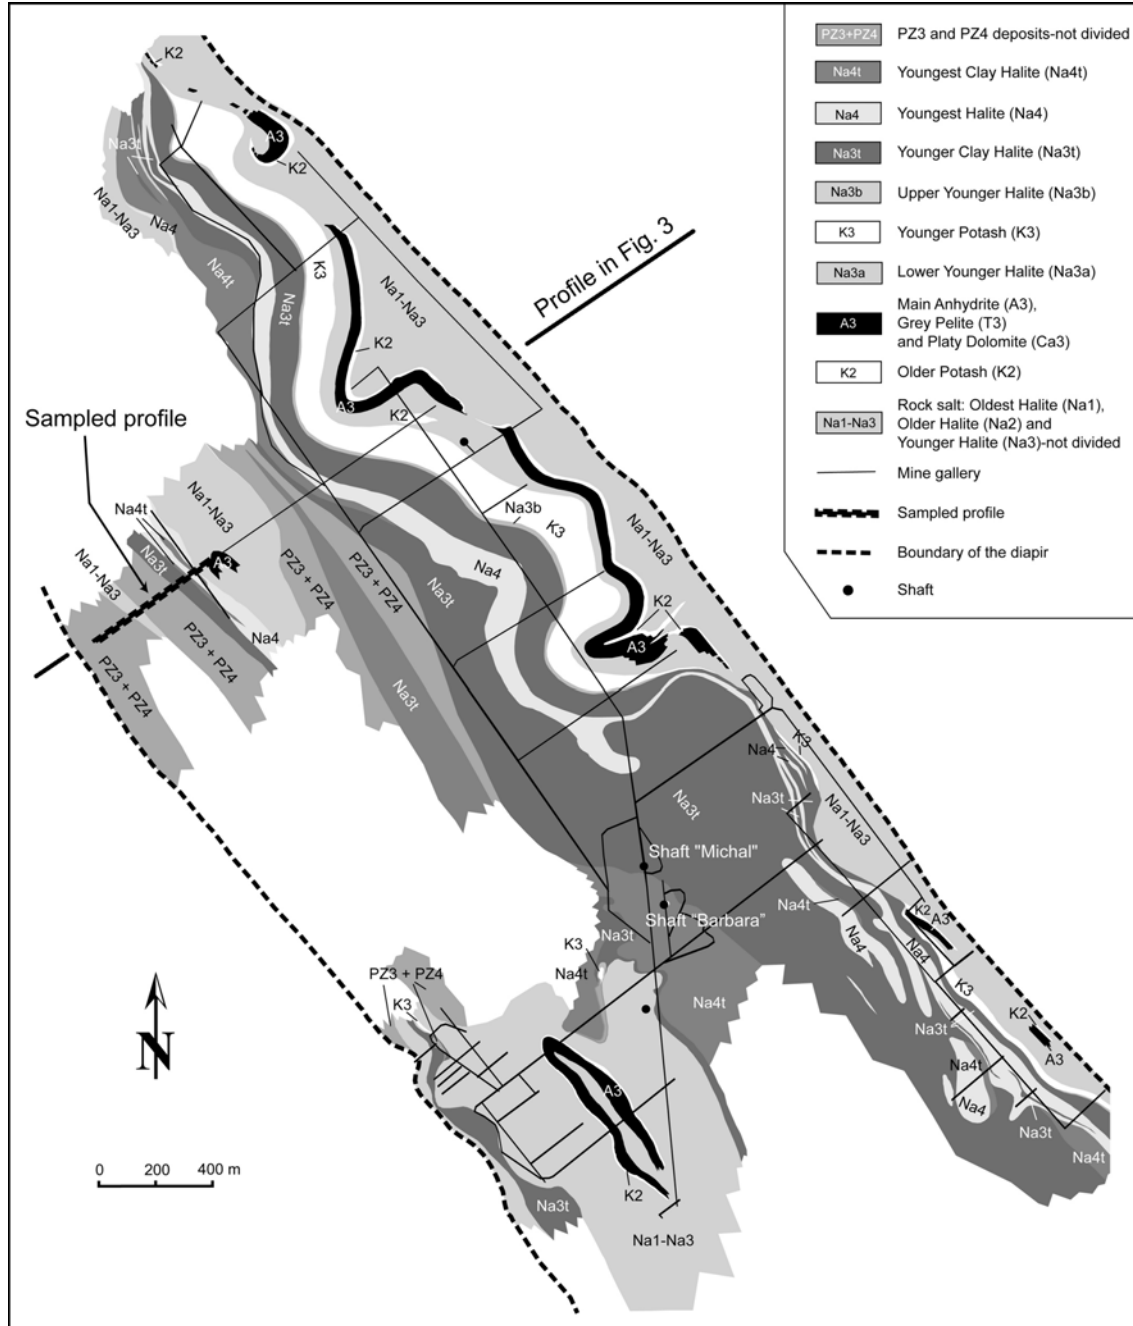 K2
A3
K2
Na3t
Na1-Na3
Na4
Na4t
Na3t
K3
Na1-Na3
Profile in Fig. 3
K2
A3
K2
Sampled profile
Na4t
Na1-Na3
Na3t
Na1-Na3
A3
PZ3 + PZ4
PZ3 + PZ4
Na3b
K3
Na4
Na1-Na3
Na3t
Na4
PZ3 + PZ4
PZ3 + PZ4
Na3t
K2
A3
K3
Na4
Na3t
Na1-Na3
Na3t
Shaft "Michal"
Shaft "Barbara"
Na4t
Na4
K2
A3
Na4
K3
Na3t
K3
Na4t
Na4t
PZ3 + PZ4
K3
Na3t
K2
A3
Na4t
Na4
Na3t
Na4t
A3
K2
Na3t
Na1-Na3
N
0 200 400 m
PZ3+PZ4 PZ3 and PZ4 deposits-not divided
Na4t Youngest Clay Halite (Na4t)
Na4 Youngest Halite (Na4)
Na3t Younger Clay Halite (Na3t)
Na3b Upper Younger Halite (Na3b)
K3 Younger Potash (K3)
Na3a Lower Younger Halite (Na3a)
Main Anhydrite (A3),
A3 Grey Pelite (T3)
and Platy Dolomite (Ca3)
K2 Older Potash (K2)
Rock salt: Oldest Halite (Na1),
Na1-Na3 Older Halite (Na2) and
Younger Halite (Na3)-not divided
Mine gallery
Sampled profile
Boundary of the diapir
Shaft